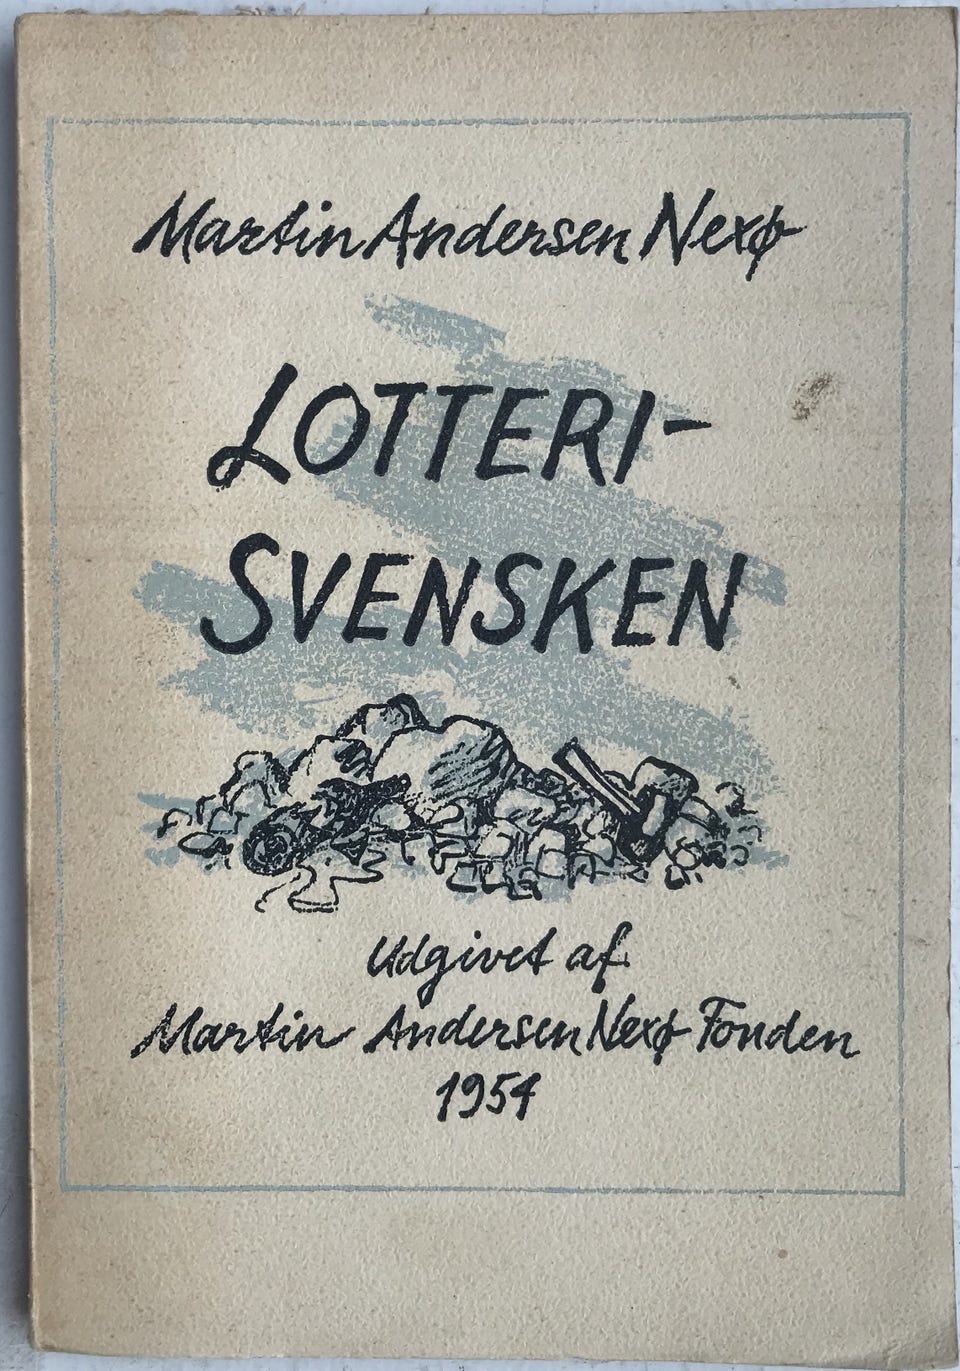 Martin Andersen Nexø
LOTTERI-
SVENSKEN
Udgivet af
Martin Andersen Nexø Fonden
1954